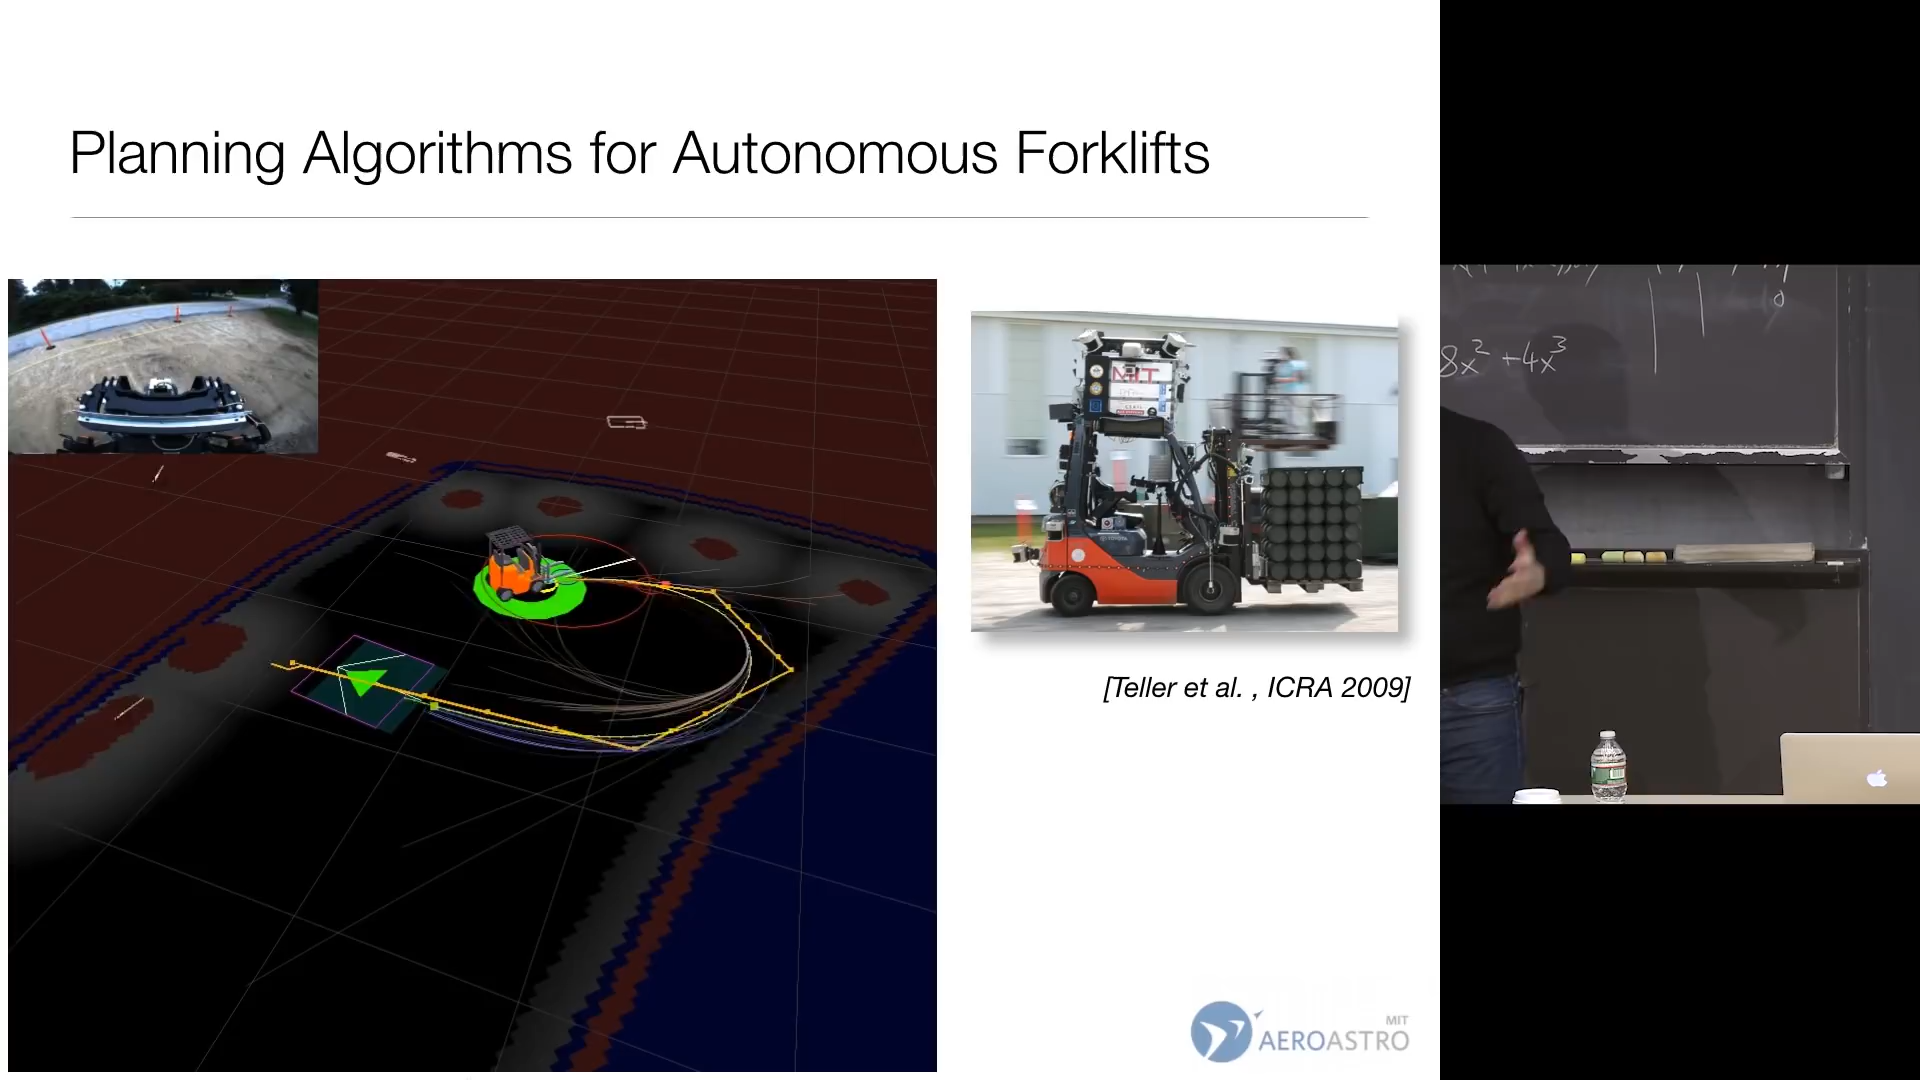 Planning Algorithms for Autonomous Forklifts
MIT
[Teller et al. , ICRA 2009]
MIT
AEROASTRO
8x² +4x³